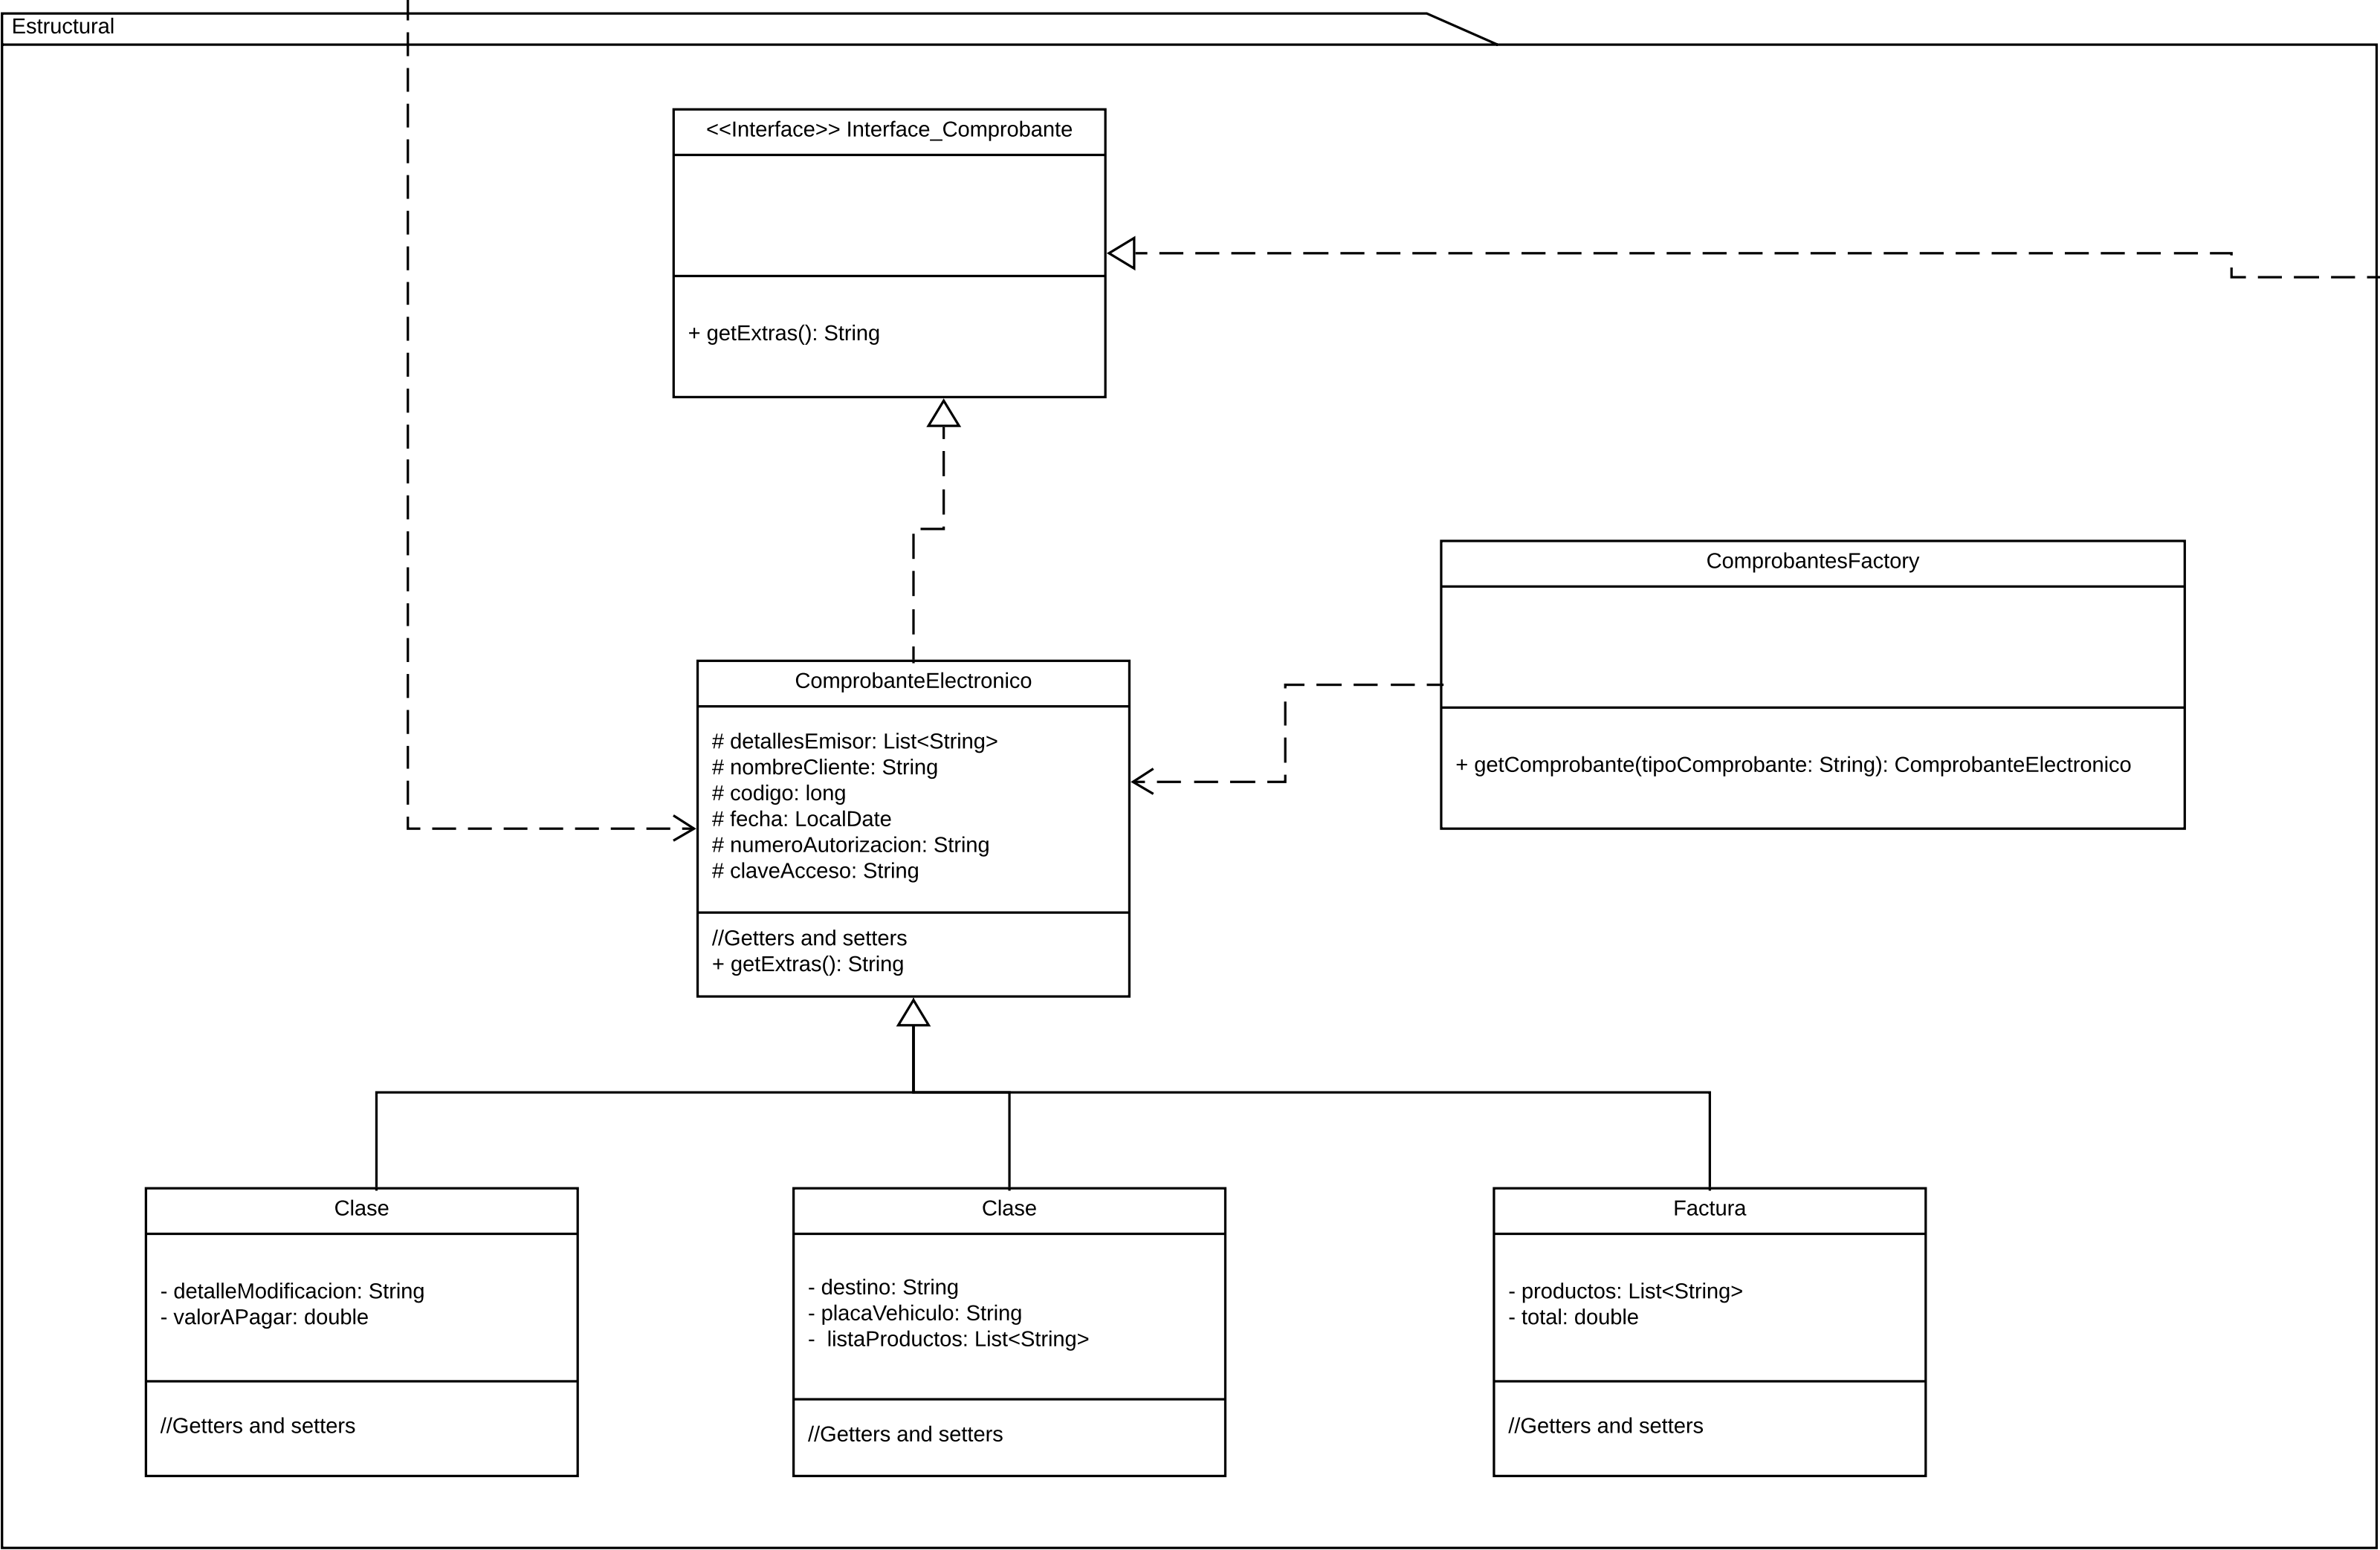 Estructural
<<Interface>> Interface_Comprobante
+ getExtras(): String
ComprobantesFactory
+ getComprobante(tipoComprobante: String): ComprobanteElectronico
ComprobanteElectronico
# detallesEmisor: List<String>
# nombreCliente: String
# codigo: long
# fecha: LocalDate
# numeroAutorizacion: String
# claveAcceso: String
//Getters and setters
+ getExtras(): String
Clase
- detalleModificacion: String
- valorAPagar: double
//Getters and setters
Clase
- destino: String
- placaVehiculo: String
-  listaProductos: List<String>
//Getters and setters
Factura
- productos: List<String>
- total: double
//Getters and setters